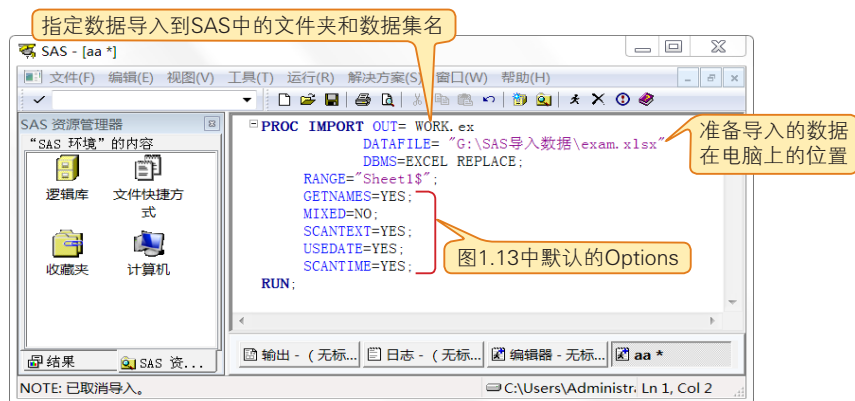 指定数据导入到SAS中的文件夹和数据集名
SAS - [aa *]
文件(F) 编辑(E) 视图(V) 工具(T) 运行(R) 解决方案(S) 窗口(W) 帮助(H)
SAS 资源管理器
“SAS 环境”的内容
逻辑库
文件快捷方式
收藏夹
计算机
PROC IMPORT OUT= WORK.ex
DATAFILE= "G:\SAS导入数据\exam.xlsx"
DBMS=EXCEL REPLACE;
RANGE="Sheet1$";
GETNAMES=YES;
MIXED=NO;
SCANTEXT=YES;
USEDATE=YES;
SCANTIME=YES;
RUN;
准备导入的数据
在电脑上的位置
图1.13中默认的Options
结果
SAS 资...
输出 - （无标...
日志 - （无标...
编辑器 - 无标...
aa *
NOTE: 已取消导入。
C:\Users\Administr
Ln 1, Col 2